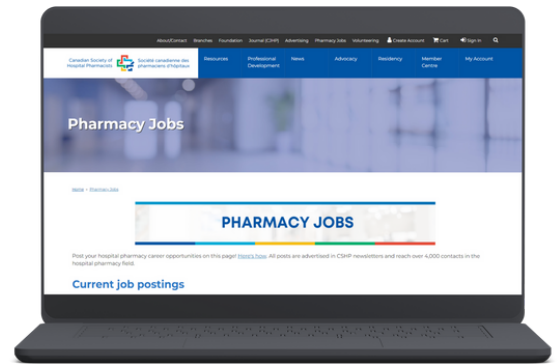 About/Contact Branches Foundation Journal (CJHP) Advertising Pharmacy Jobs Volunteering Create Account Cart Sign In
Canadian Society of
Hospital Pharmacists
Société canadienne des
pharmaciens d'hôpitaux
Resources Professional Development News Advocacy Residency Member Centre My Account
Pharmacy Jobs
Home > Pharmacy Jobs
PHARMACY JOBS
Post your hospital pharmacy career opportunities on this page! Here's how. All posts are advertised in CSHP newsletters and reach over 4,000 contacts in the
hospital pharmacy field.
Current job postings